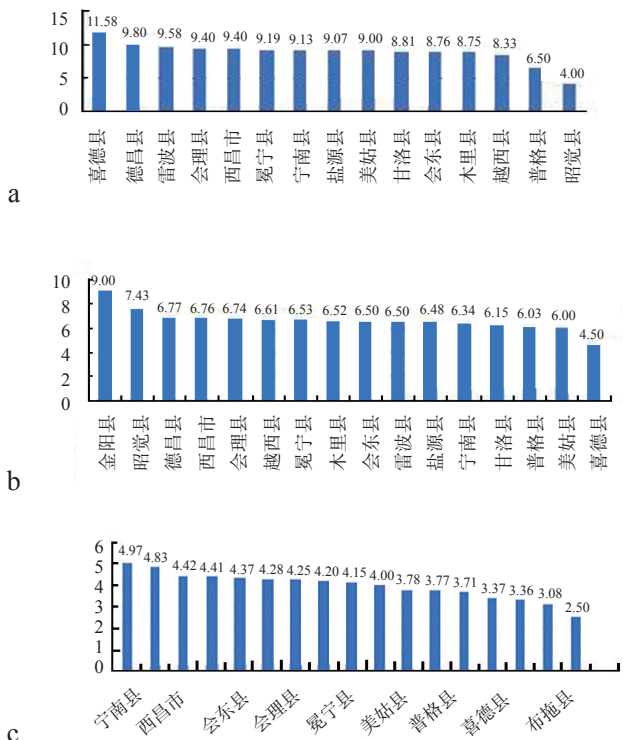 15
10
5
0
11.58 9.80 9.58 9.40 9.40 9.19 9.13 9.07 9.00 8.81 8.76 8.75 8.33 6.50 4.00
喜德县 德昌县 雷波县 会理县 西昌市 冕宁县 宁南县 盐源县 美姑县 甘洛县 会东县 木里县 越西县 普格县 昭觉县
a
10
8
6
4
2
0
9.00 7.43 6.77 6.76 6.74 6.61 6.53 6.52 6.50 6.50 6.48 6.34 6.15 6.03 6.00 4.50
金阳县 昭觉县 德昌县 西昌市 会理县 越西县 冕宁县 木里县 会东县 雷波县 盐源县 宁南县 甘洛县 普格县 美姑县 喜德县
b
6
5
4
3
2
1
0
4.97 4.83 4.42 4.41 4.37 4.28 4.25 4.20 4.15 4.00 3.78 3.77 3.71 3.37 3.36 3.08 2.50
宁南县 西昌市 会东县 会理县 冕宁县 美姑县 普格县 喜德县 布拖县
c